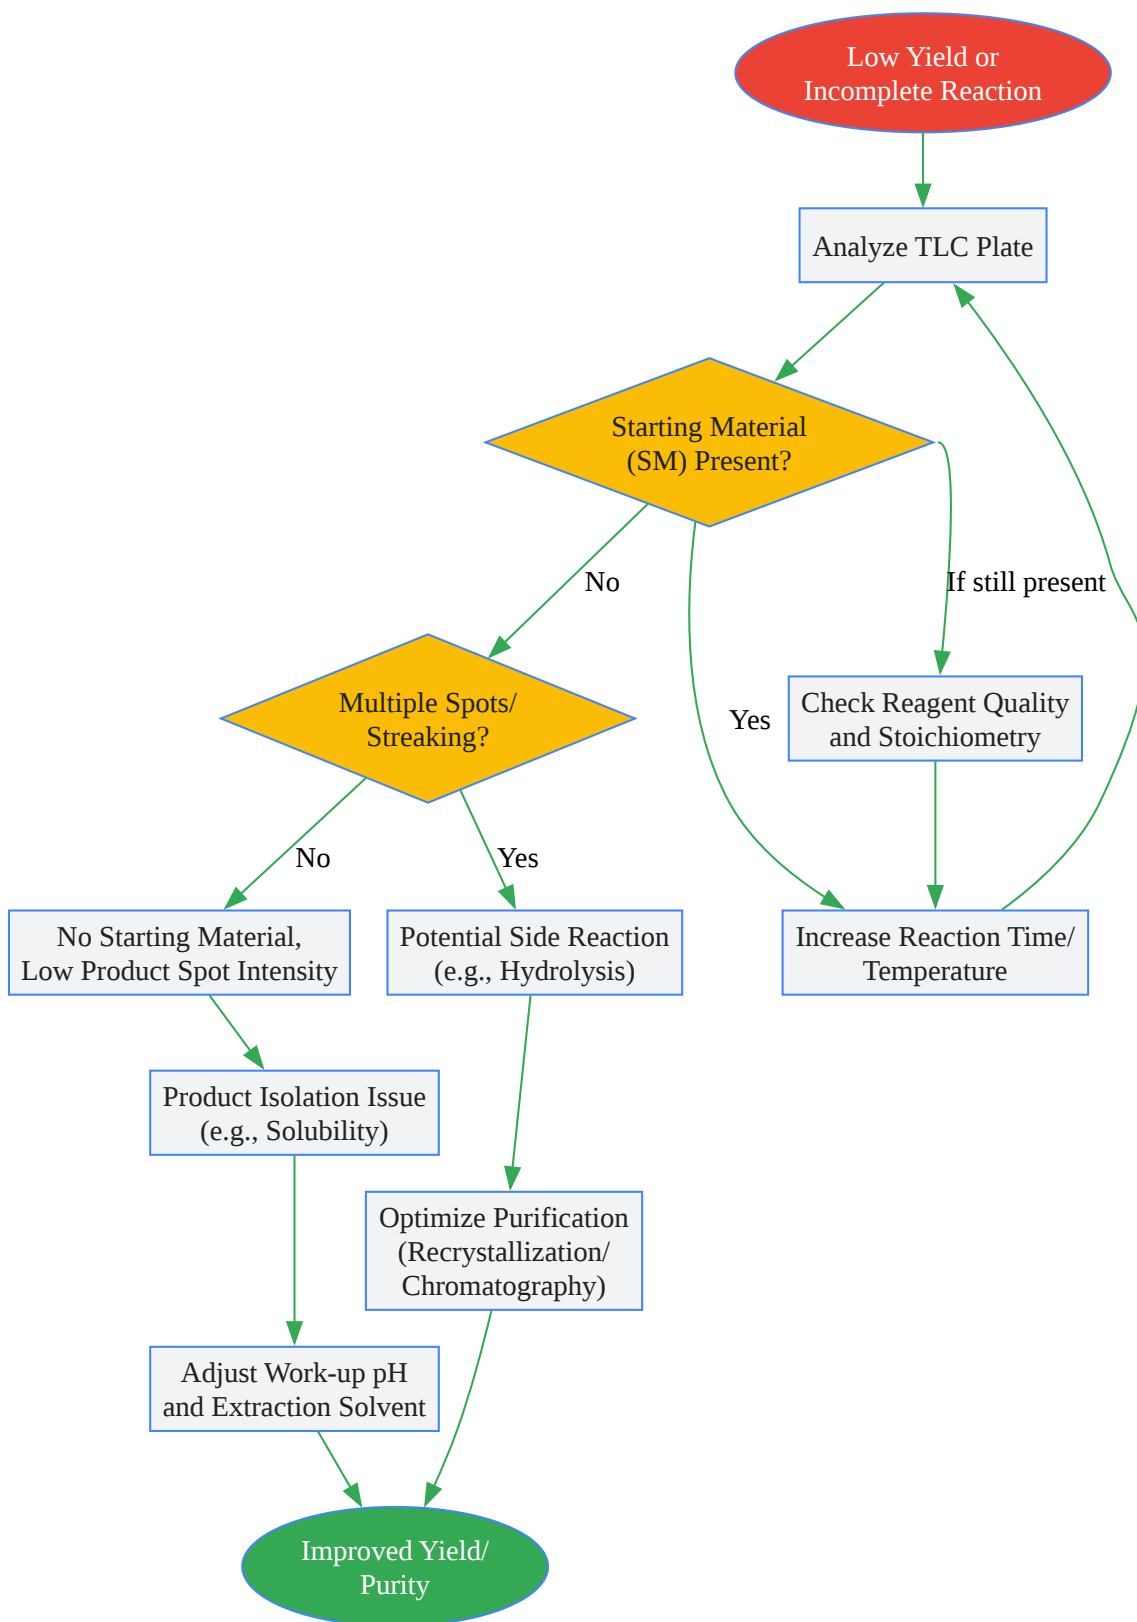 Low Yield or
Incomplete Reaction
Analyze TLC Plate
Starting Material
(SM) Present?
No
If still present
Multiple Spots/
Streaking?
Yes
Check Reagent Quality
and Stoichiometry
No
Yes
No Starting Material,
Low Product Spot Intensity
Potential Side Reaction
(e.g., Hydrolysis)
Increase Reaction Time/
Temperature
Product Isolation Issue
(e.g., Solubility)
Optimize Purification
(Recrystallization/
Chromatography)
Adjust Work-up pH
and Extraction Solvent
Improved Yield/
Purity